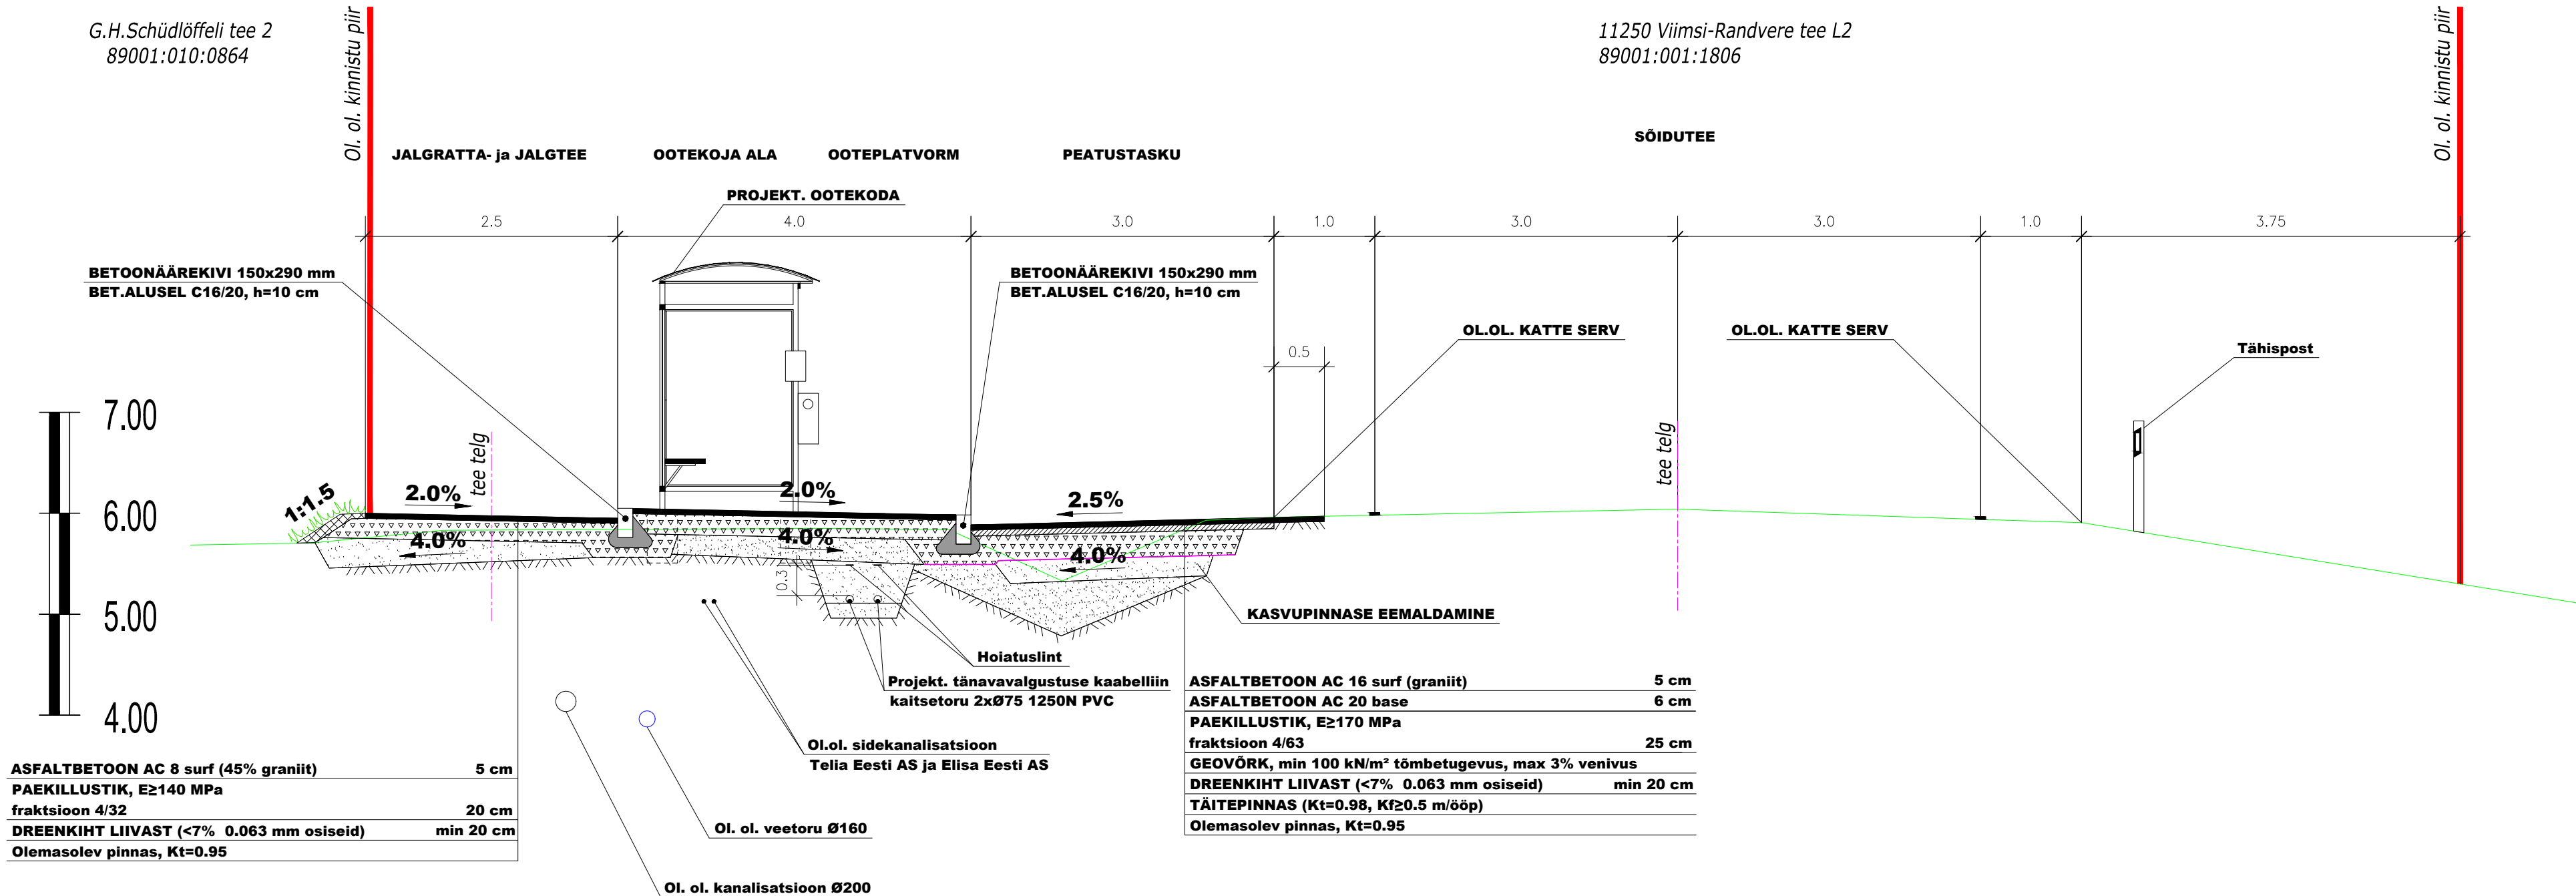 G.H.Schüdlöffeli tee 2
89001:010:0864
Ol. ol. kinnistu piir
11250 Viimsi-Randvere tee L2
89001:001:1806
Ol. ol. kinnistu piir
SÕIDUTEE
JALGRATTA- ja JALGTEE
OOTEKOJA ALA
OOTEPLATVORM
PEATUSTASKU
PROJEKT. OOTEKODA
2.5
4.0
3.0
1.0
3.0
3.0
1.0
3.75
BETOONÄÄREKIVI 150x290 mm
BET.ALUSEL C16/20, h=10 cm
BETOONÄÄREKIVI 150x290 mm
BET.ALUSEL C16/20, h=10 cm
OL.OL. KATTE SERV
OL.OL. KATTE SERV
0.5
Tähispost
7.00
6.00
5.00
4.00
1:1.5
2.0%
tee telg
2.0%
2.5%
tee telg
4.0%
4.0%
4.0%
0.3
KASVUPINNASE EEMALDAMINE
Hoiatuslint
Projekt. tänavavalgustuse kaabelliin
kaitsetoru 2xØ75 1250N PVC
Ol.ol. sidekanalisatsioon
Telia Eesti AS ja Elisa Eesti AS
Ol. ol. veetoru Ø160
Ol. ol. kanalisatsioon Ø200
ASFALTBETOON AC 8 surf (45% graniit) 5 cm
PAEKILLUSTIK, E≥140 MPa
fraktsioon 4/32 20 cm
DREENKIHT LIIVAST (<7% 0.063 mm osiseid) min 20 cm
Olemasolev pinnas, Kt=0.95
ASFALTBETOON AC 16 surf (graniit) 5 cm
ASFALTBETOON AC 20 base 6 cm
PAEKILLUSTIK, E≥170 MPa
fraktsioon 4/63 25 cm
GEOVÕRK, min 100 kN/m² tõmbetugevus, max 3% venivus
DREENKIHT LIIVAST (<7% 0.063 mm osiseid) min 20 cm
TÄITEPINNAS (Kt=0.98, Kf≥0.5 m/ööp)
Olemasolev pinnas, Kt=0.95